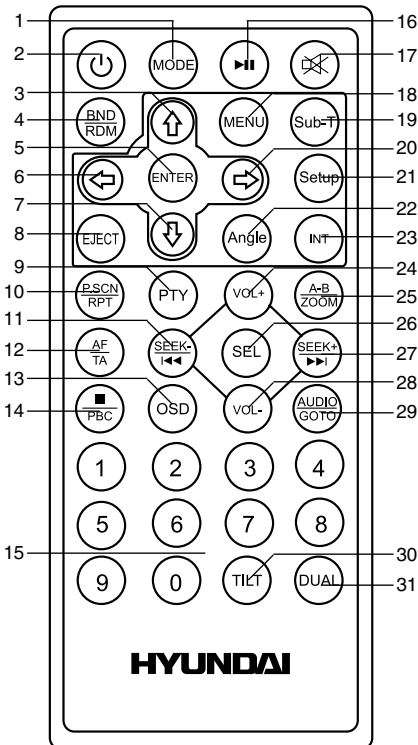 1 16
2 MODE 17
3 18
4 BND RDM MENU Sub-T 19
5 20
6 ENTER Setup 21
7 22
8 EJECT Angle INT 23
9 24
10 P.SCN RPT PTY VOL+ A-B ZOOM 25
11 26
12 AF TA SEEK- SEL SEEK+ 27
13 28
14 PBC OSD VOL- AUDIO GOTO 29
1 2 3 4
5 6 7 8
15 30
9 0 TILT DUAL 31
HYUNDAI